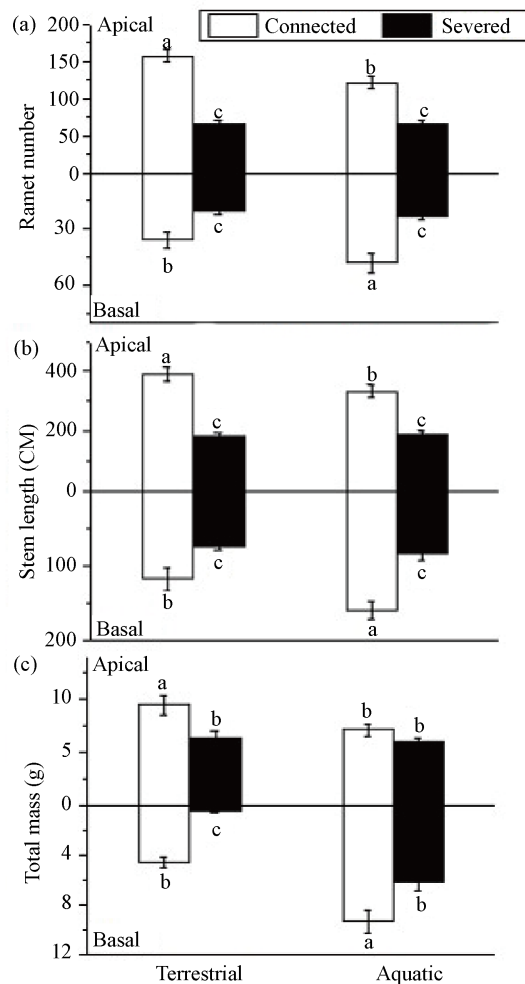 (a)
Apical
Connected
Severed
200
150
100
50
0
30
60
Ramet number
a
c
b
c
b
c
a
c
Basal
(b)
Apical
400
200
0
100
200
Stem length (CM)
a
c
b
c
b
c
a
c
Basal
(c)
Apical
10
5
0
4
8
12
Total mass (g)
a
b
b
b
b
c
a
b
Basal
Terrestrial
Aquatic